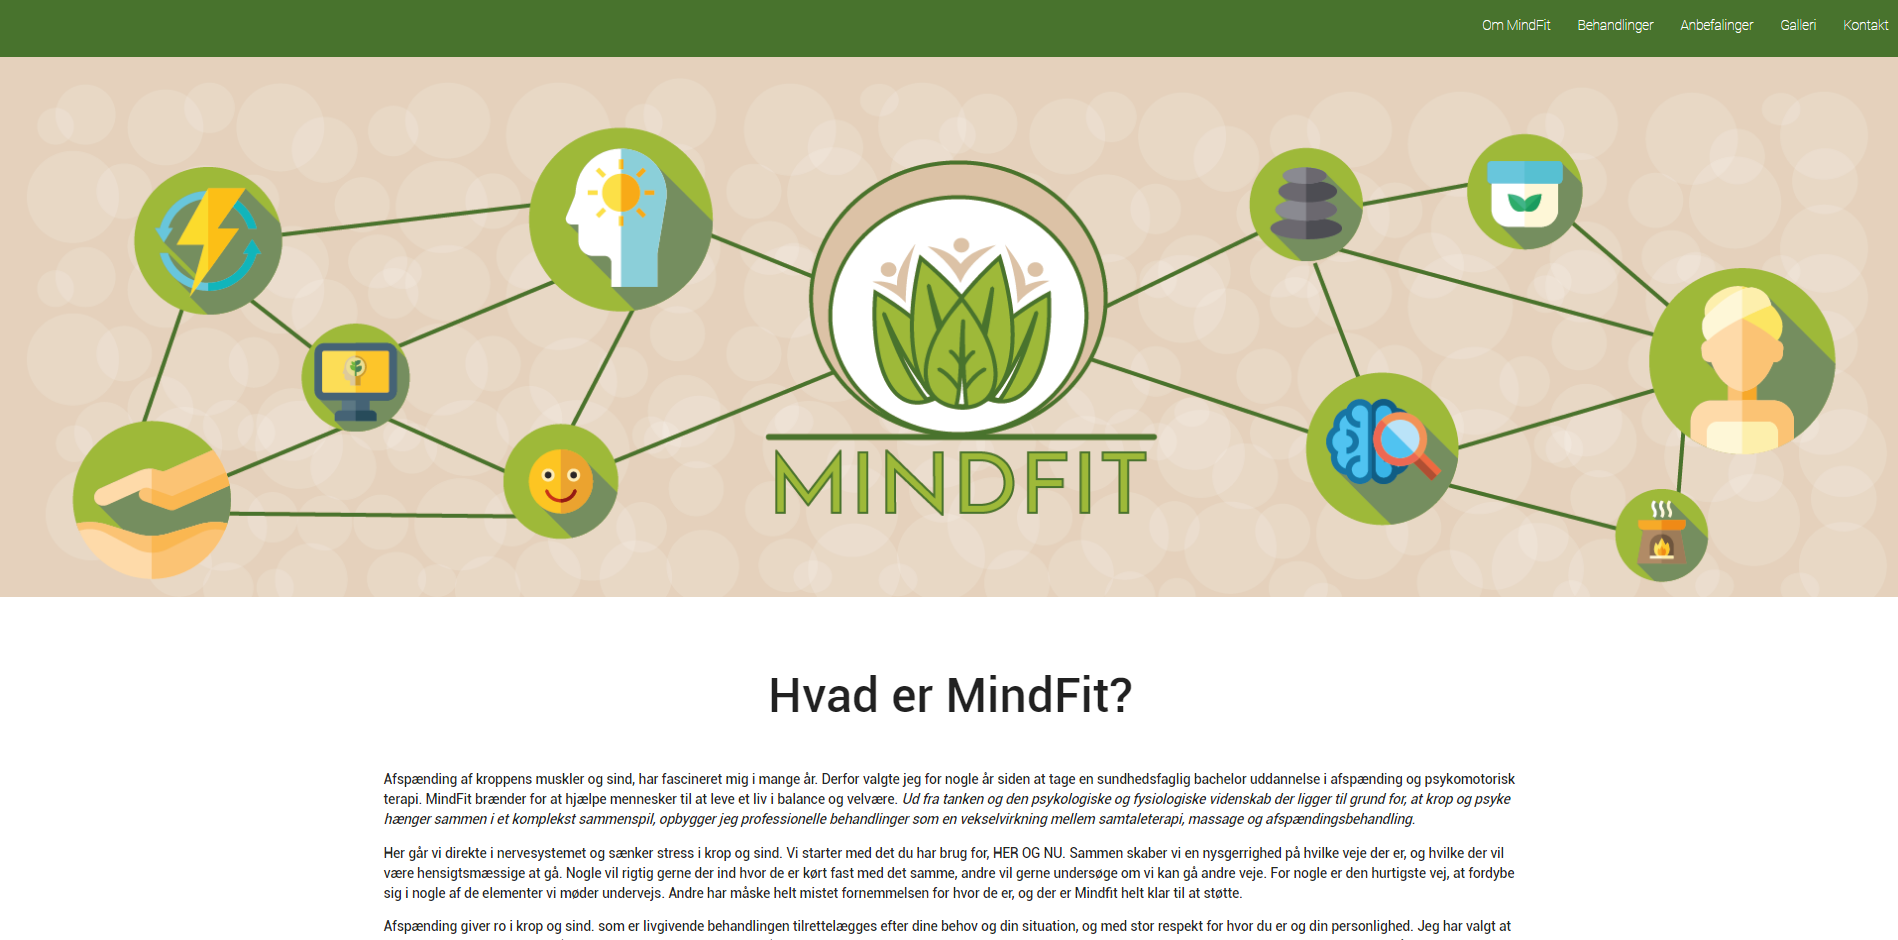 Om MindFit Behandlinger Anbefalinger Galleri Kontakt
MINDFIT
Hvad er MindFit?
Afspænding af kroppens muskler og sind, har fascineret mig i mange år. Derfor valgte jeg for nogle år siden at tage en sundhedsfaglig bachelor uddannelse i afspænding og psykomotorisk
terapi. MindFit brænder for at hjælpe mennesker til at leve et liv i balance og velvære. Ud fra tanken og den psykologiske og fysiologiske videnskab der ligger til grund for, at krop og psyke
hænger sammen i et komplekst sammenspil, opbygger jeg professionelle behandlinger som en vekselvirkning mellem samtaleterapi, massage og afspændingsbehandling.
Her går vi direkte i nervesystemet og sænker stress i krop og sind. Vi starter med det du har brug for, HER OG NU. Sammen skaber vi en nysgerrighed på hvilke veje der er, og hvilke der vil
være hensigtsmæssige at gå. Nogle vil rigtig gerne der ind hvor de er kørt fast med det samme, andre vil gerne undersøge om vi kan gå andre veje. For nogle er den hurtigste vej, at fordybe
sig i nogle af de elementer vi møder undervejs. Andre har måske helt mistet fornemmelsen for hvor de er, og der er Mindfit helt klar til at støtte.
Afspænding giver ro i krop og sind. som er livgivende behandlingen tilrettelægges efter dine behov og din situation, og med stor respekt for hvor du er og din personlighed. Jeg har valgt at